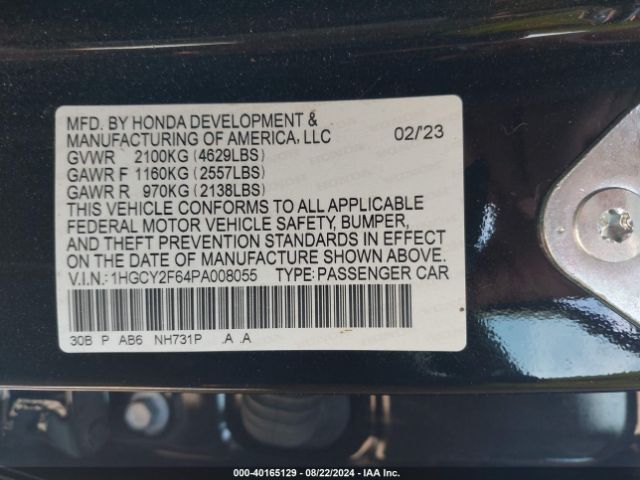 MFD. BY HONDA DEVELOPMENT &
MANUFACTURING OF AMERICA, LLC 02/'23
GVWR 2100KG (4629LBS)
GAWR F 1160KG (2557LBS)
GAWR R 970KG (2138LBS)
THIS VEHICLE CONFORMS TO ALL APPLICABLE
FEDERAL MOTOR VEHICLE SAFETY, BUMPER,
AND THEFT PREVENTION STANDARDS IN EFFECT
ON THE DATE OF MANUFACTURE SHOWN ABOVE.
V.I.N.: 1HGCY2F64PA008055 TYPE: PASSENGER CAR
30B P AB6 NH731P .A .A
000-40165129 - 08/22/2024 - IAA Inc.